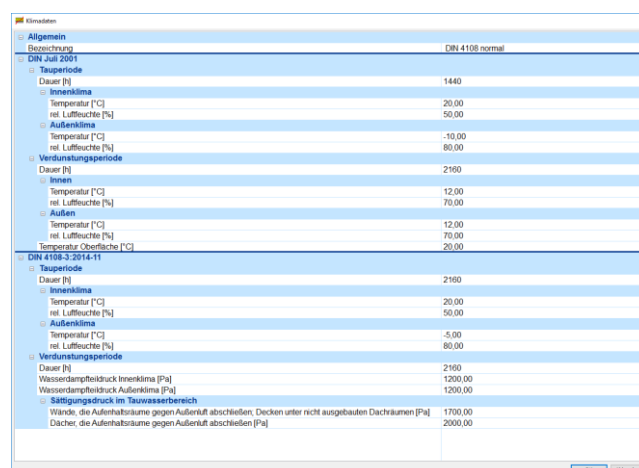 Klimadaten
Allgemein
Bezeichnung DIN 4108 normal
DIN Juli 2001
Tauperiode
Dauer [h] 1440
Innenklima
Temperatur [°C] 20,00
rel. Luftfeuchte [%] 50,00
Außenklima
Temperatur [°C] -10,00
rel. Luftfeuchte [%] 80,00
Verdunstungsperiode
Dauer [h] 2160
Innen
Temperatur [°C] 12,00
rel. Luftfeuchte [%] 70,00
Außen
Temperatur [°C] 12,00
rel. Luftfeuchte [%] 70,00
Temperatur Oberfläche [°C] 20,00
DIN 4108-3:2014-11
Tauperiode
Dauer [h] 2160
Innenklima
Temperatur [°C] 20,00
rel. Luftfeuchte [%] 50,00
Außenklima
Temperatur [°C] -5,00
rel. Luftfeuchte [%] 80,00
Verdunstungsperiode
Dauer [h] 2160
Wasserdampfteildruck Innenklima [Pa] 1200,00
Wasserdampfteildruck Außenklima [Pa] 1200,00
Sättigungsdruck im Tauwasserbereich
Wände, die Aufenhaltsräume gegen Außenluft abschließen; Decken unter nicht ausgebauten Dachräumen [Pa] 1700,00
Dächer, die Aufenhaltsräume gegen Außenluft abschließen [Pa] 2000,00